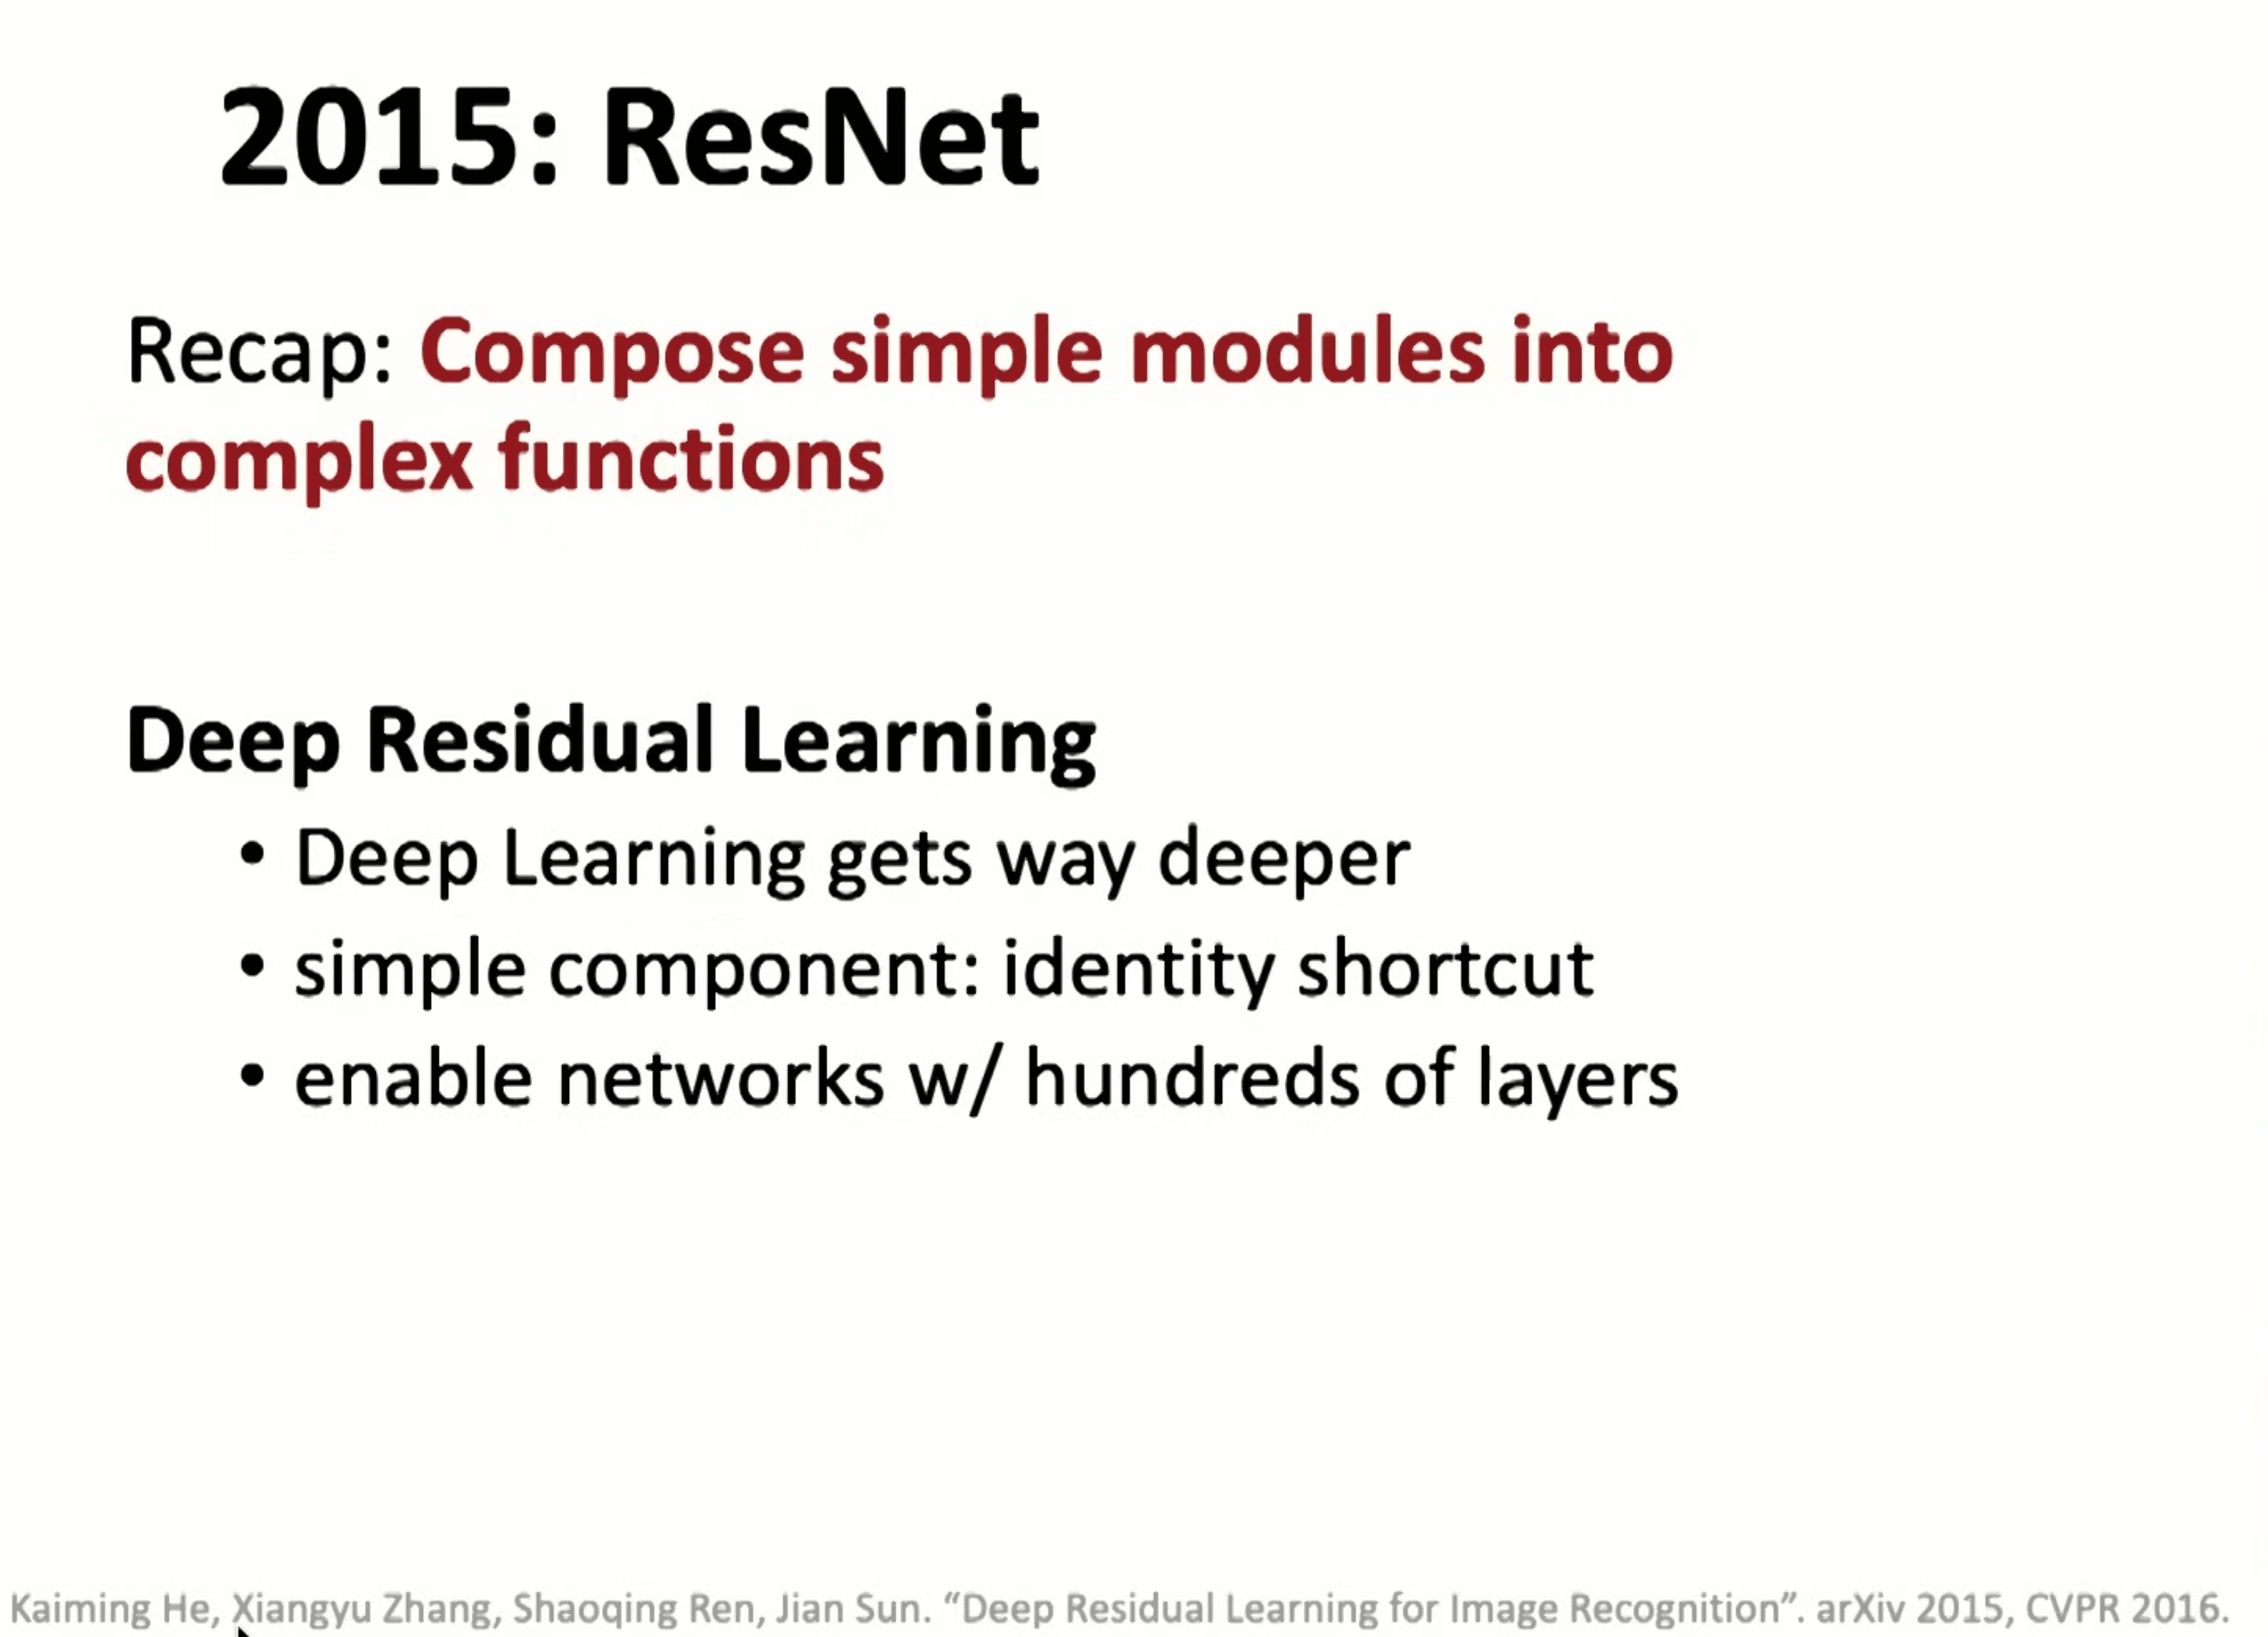 2015: ResNet
Recap: Compose simple modules into
complex functions
Deep Residual Learning
• Deep Learning gets way deeper
• simple component: identity shortcut
• enable networks w/ hundreds of layers
Kaiming He, Xiangyu Zhang, Shaoqing Ren, Jian Sun. “Deep Residual Learning for Image Recognition”. arXiv 2015, CVPR 2016.